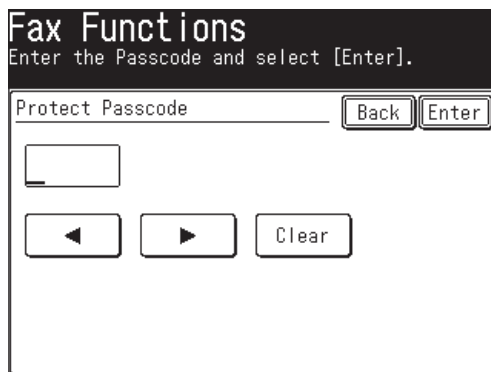 Fax Functions
Enter the Passcode and select [Enter].
Protect Passcode Back Enter
Clear